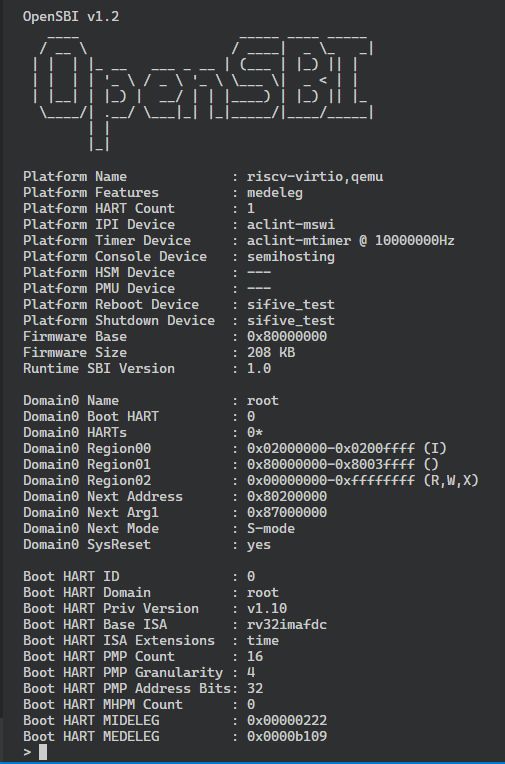 OpenSBI v1.2
OpenSBI
Platform Name             : riscv-virtio,qemu
Platform Features         : medeleg
Platform HART Count       : 1
Platform IPI Device       : aclint-mswi
Platform Timer Device     : aclint-mtimer @ 10000000Hz
Platform Console Device   : semihosting
Platform HSM Device       : ---
Platform PMU Device       : ---
Platform Reboot Device    : sifive_test
Platform Shutdown Device  : sifive_test
Firmware Base             : 0x80000000
Firmware Size             : 208 KB
Runtime SBI Version       : 1.0
Domain0 Name              : root
Domain0 Boot HART         : 0
Domain0 HARTs             : 0*
Domain0 Region00          : 0x02000000-0x0200ffff (I)
Domain0 Region01          : 0x80000000-0x8003ffff ()
Domain0 Region02          : 0x00000000-0xffffffff (R,W,X)
Domain0 Next Address      : 0x80200000
Domain0 Next Arg1         : 0x87000000
Domain0 Next Mode         : S-mode
Domain0 SysReset          : yes
Boot HART ID              : 0
Boot HART Domain          : root
Boot HART Priv Version    : v1.10
Boot HART Base ISA        : rv32imafdc
Boot HART ISA Extensions  : time
Boot HART PMP Count       : 16
Boot HART PMP Granularity : 4
Boot HART PMP Address Bits: 32
Boot HART MHPM Count      : 0
Boot HART MIDELEG         : 0x00000222
Boot HART MEDELEG         : 0x0000b109
>